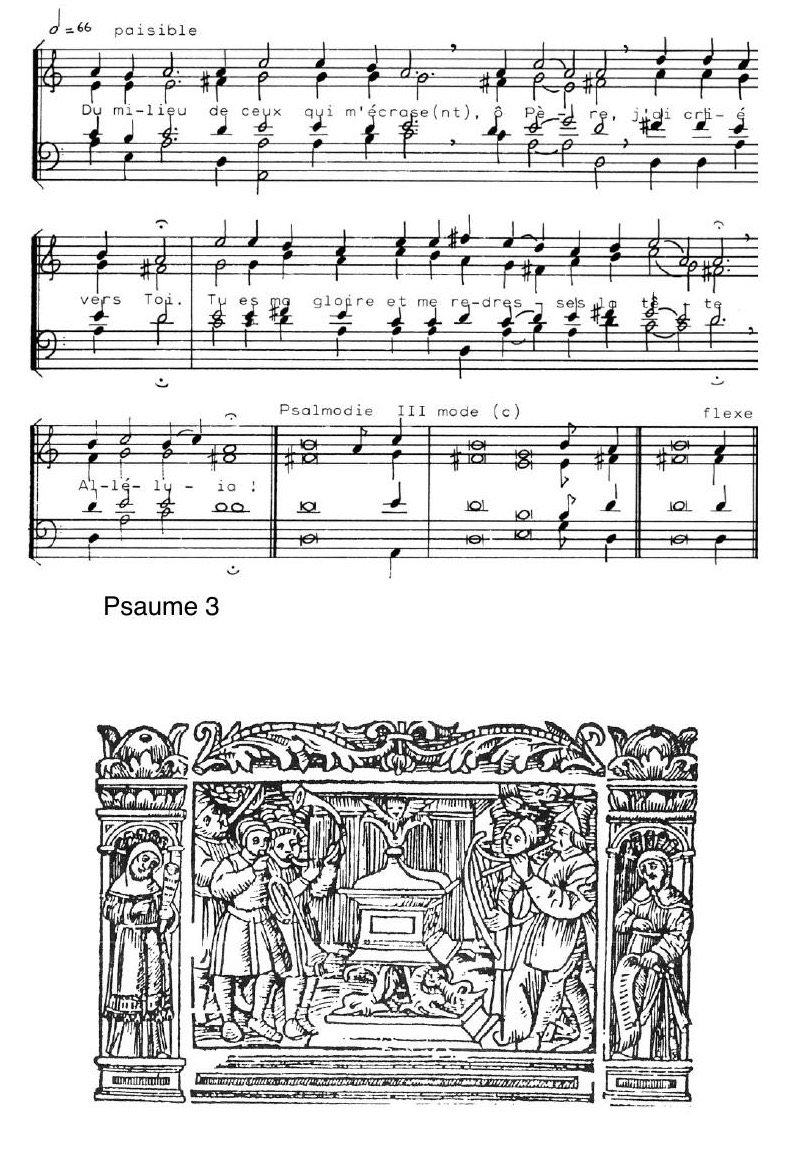 𝅗𝅥 = 66 paisible
Du mi-lieu de ceux qui m'écrase(nt), ô Pè - re, j'ai cri- é
vers Toi. Tu es ma gloire et me re-dres - ses la tê - te
Psalmodie III mode (c) flexe
Al-lé- lu - ia !
Psaume 3